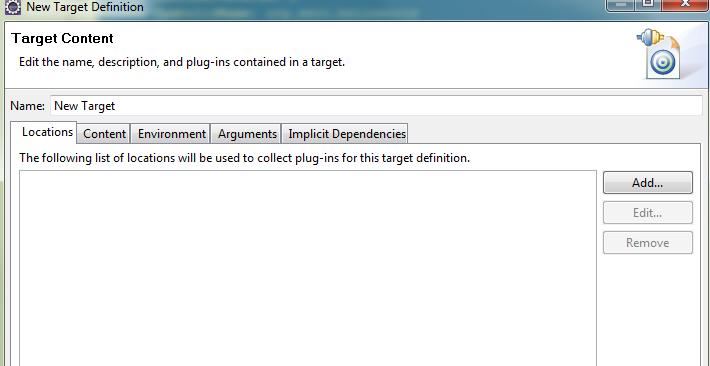 New Target Definition
Target Content
Edit the name, description, and plug-ins contained in a target.
Name: New Target
Locations Content Environment Arguments Implicit Dependencies
The following list of locations will be used to collect plug-ins for this target definition.
Add...
Edit...
Remove